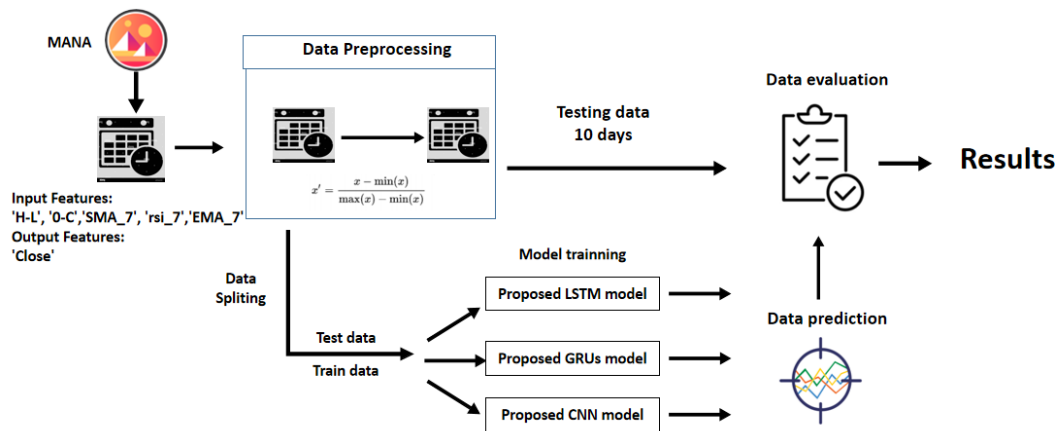 MANA
Data Preprocessing
x′ = x − min(x) / max(x) − min(x)
Input Features:
'H-L', '0-C','SMA_7', 'rsi_7','EMA_7'
Output Features:
'Close'
Testing data
10 days
Data evaluation
Results
Data
Spliting
Test data
Train data
Model trainning
Proposed LSTM model
Proposed GRUs model
Proposed CNN model
Data prediction